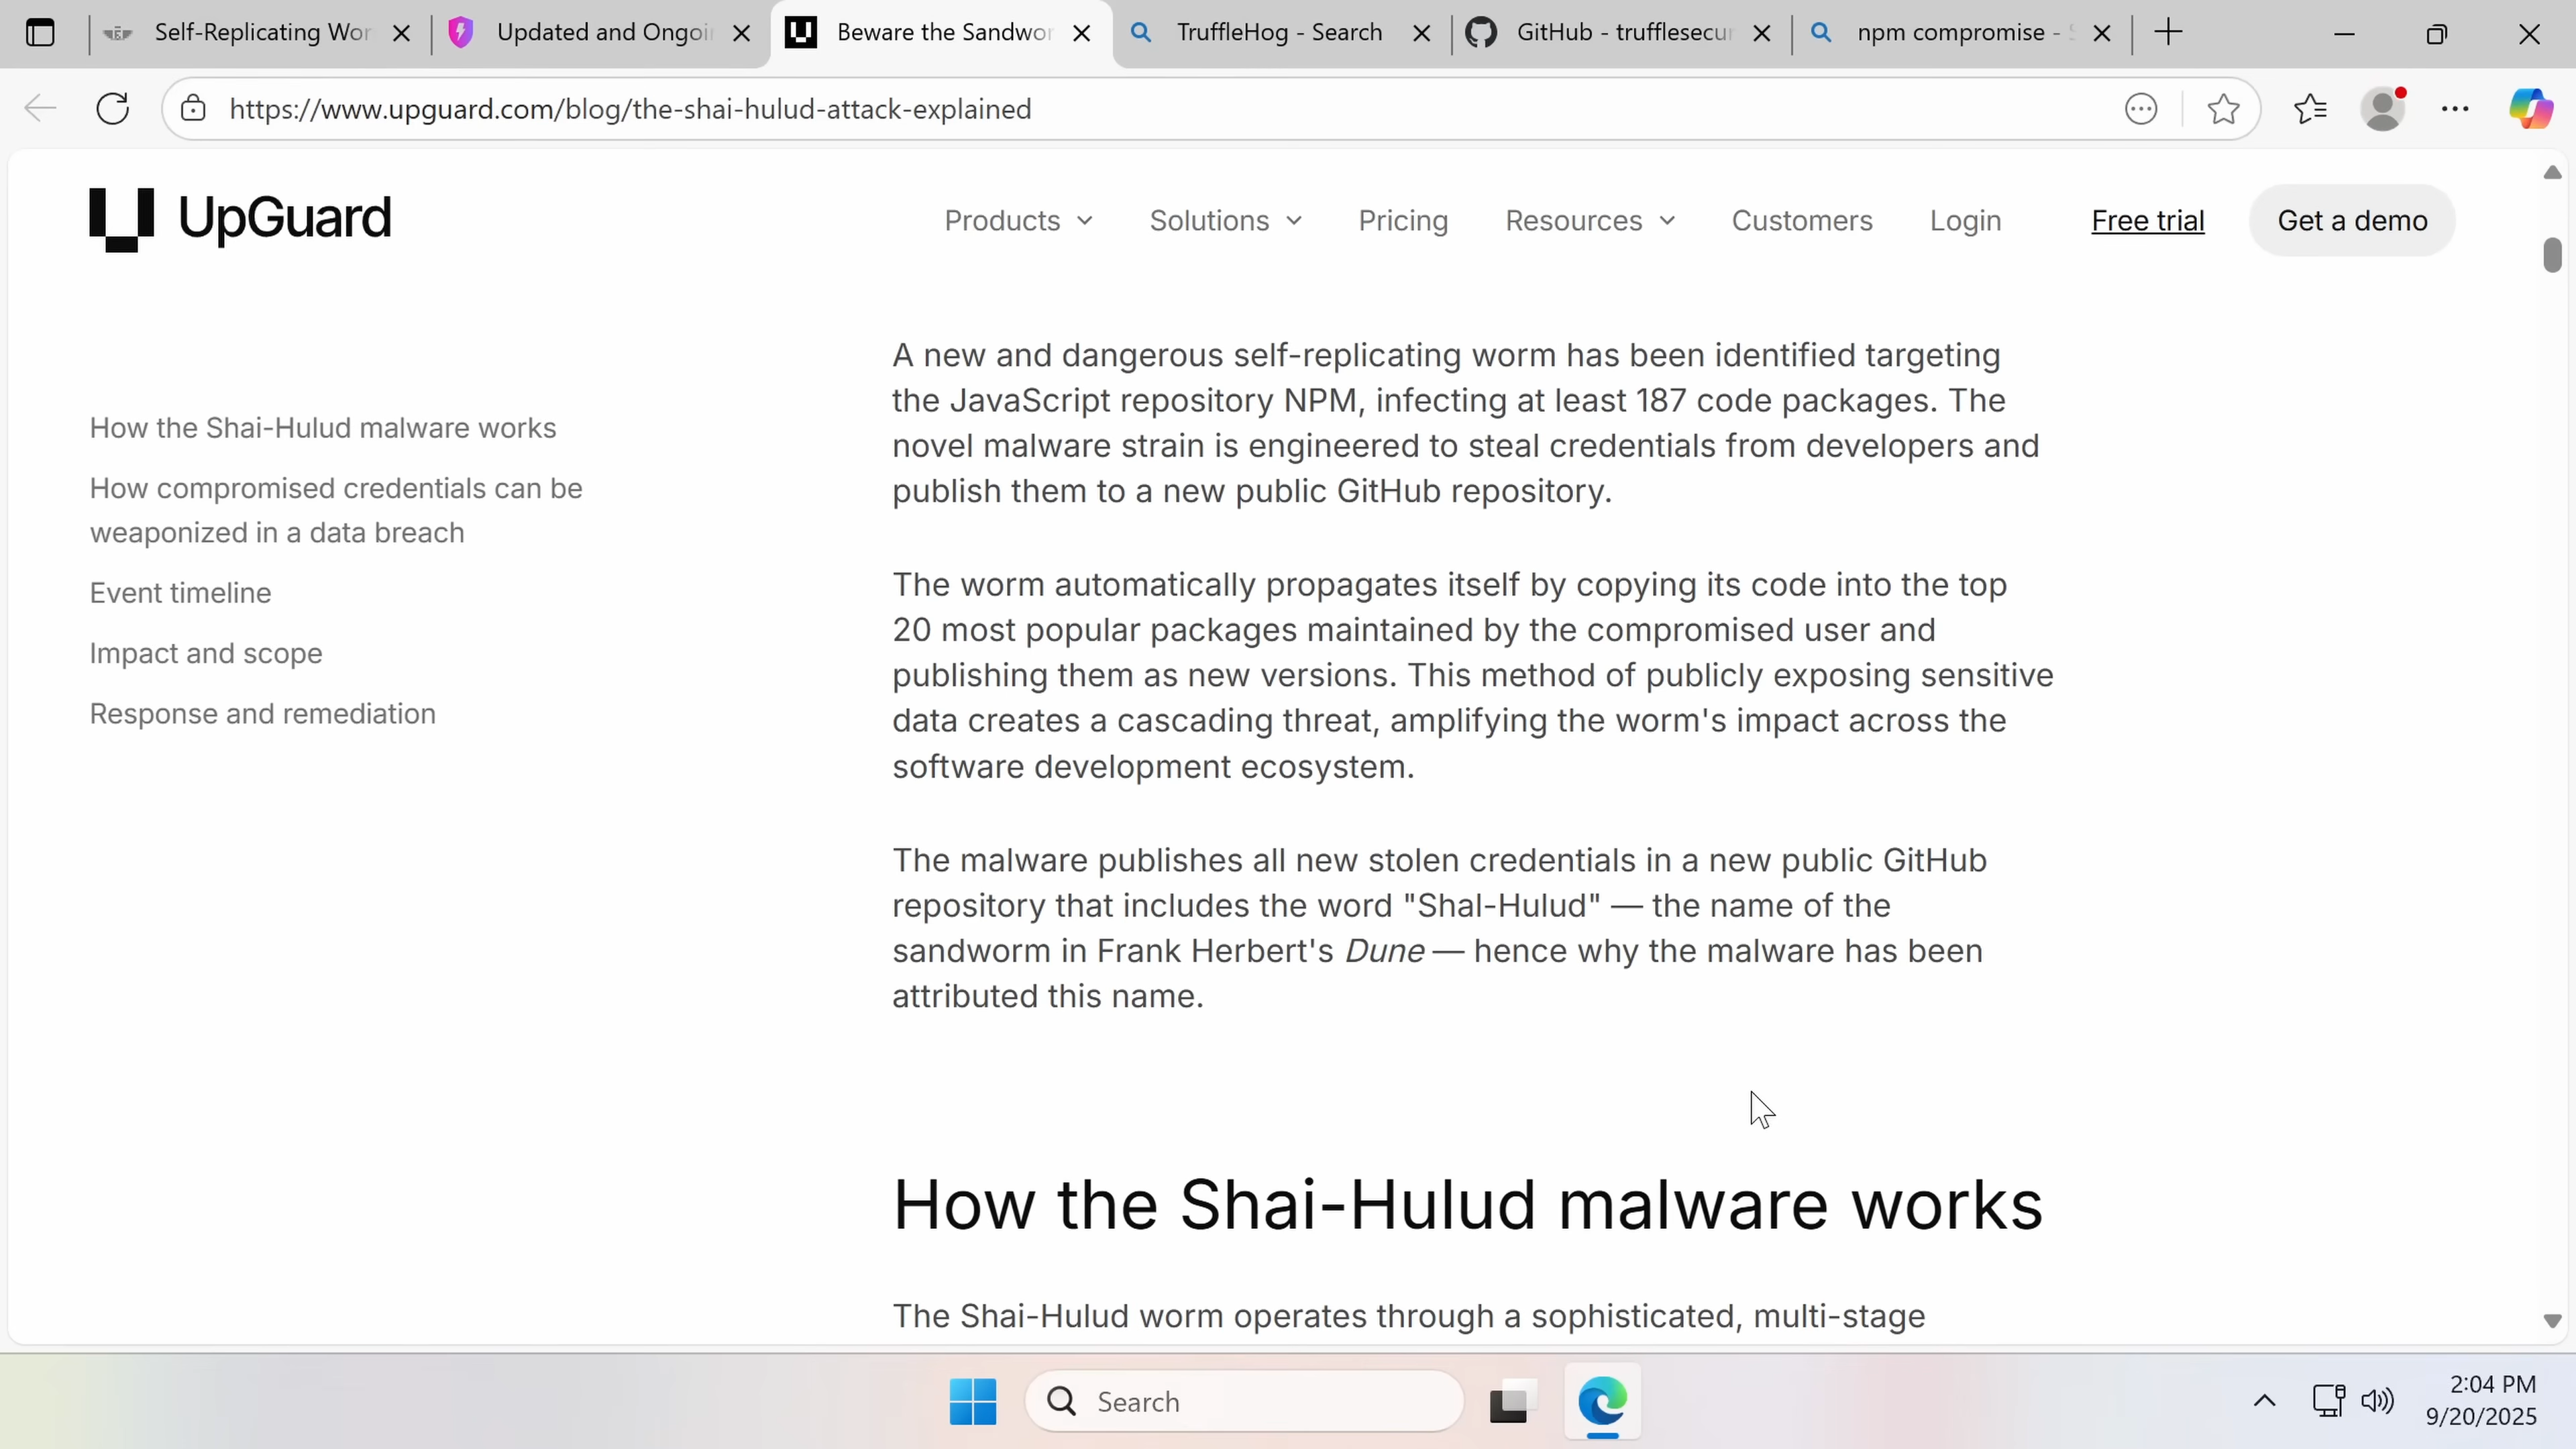 Self-Replicating Wor
Updated and Ongoi
Beware the Sandwor
TruffleHog - Search
GitHub - trufflesecur
npm compromise - S
https://www.upguard.com/blog/the-shai-hulud-attack-explained
UpGuard
Products
Solutions
Pricing
Resources
Customers
Login
Free trial
Get a demo
How the Shai-Hulud malware works
How compromised credentials can be
weaponized in a data breach
Event timeline
Impact and scope
Response and remediation
A new and dangerous self-replicating worm has been identified targeting
the JavaScript repository NPM, infecting at least 187 code packages. The
novel malware strain is engineered to steal credentials from developers and
publish them to a new public GitHub repository.
The worm automatically propagates itself by copying its code into the top
20 most popular packages maintained by the compromised user and
publishing them as new versions. This method of publicly exposing sensitive
data creates a cascading threat, amplifying the worm's impact across the
software development ecosystem.
The malware publishes all new stolen credentials in a new public GitHub
repository that includes the word "Shal-Hulud" — the name of the
sandworm in Frank Herbert's Dune — hence why the malware has been
attributed this name.
How the Shai-Hulud malware works
The Shai-Hulud worm operates through a sophisticated, multi-stage
Search
2:04 PM
9/20/2025